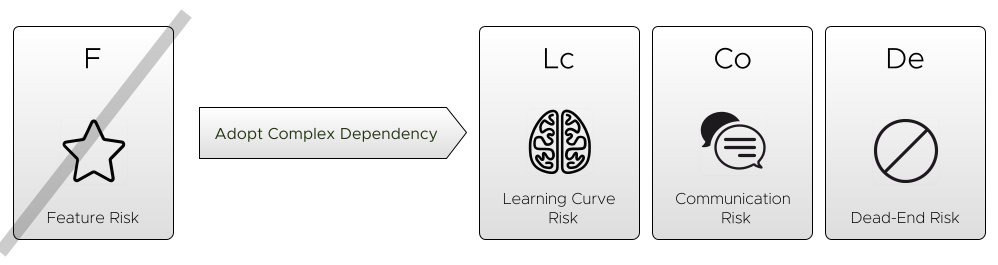 F
Feature Risk
Adopt Complex Dependency
Lc
Learning Curve
Risk
Co
Communication
Risk
De
Dead-End Risk